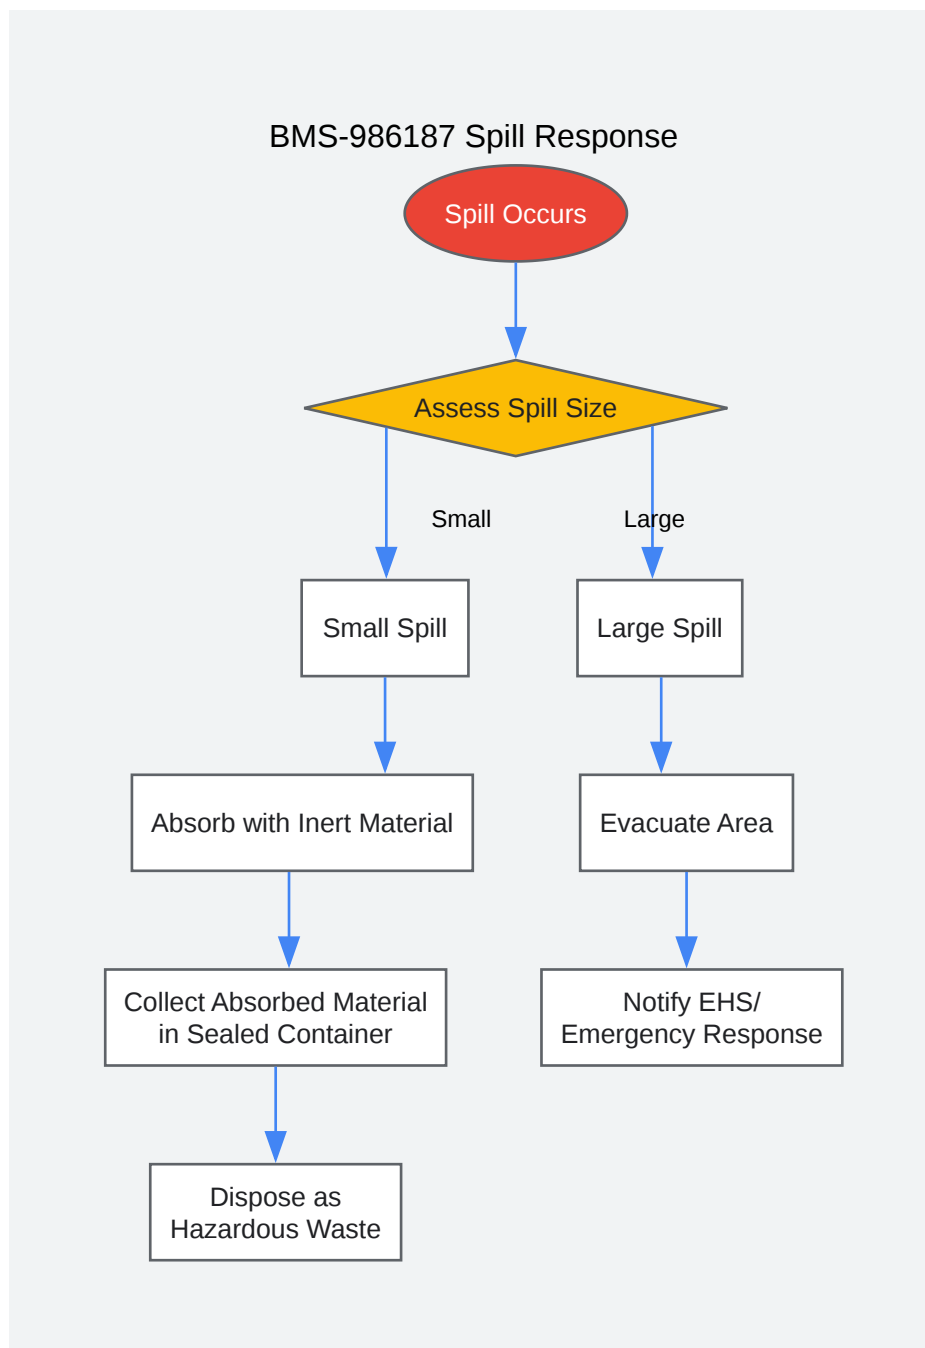 BMS-986187 Spill Response
Spill Occurs
Assess Spill Size
Small
Large
Small Spill
Large Spill
Absorb with Inert Material
Evacuate Area
Collect Absorbed Material
in Sealed Container
Notify EHS/
Emergency Response
Dispose as
Hazardous Waste